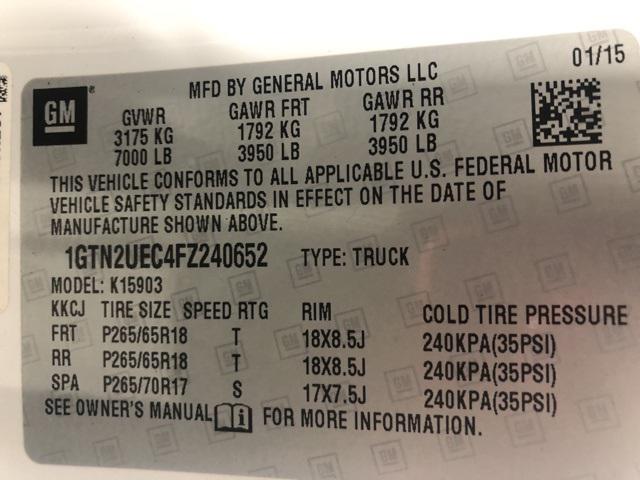 01/15
MFD BY GENERAL MOTORS LLC
GM®
GVWR GAWR FRT GAWR RR
3175 KG 1792 KG 1792 KG
7000 LB 3950 LB 3950 LB
THIS VEHICLE CONFORMS TO ALL APPLICABLE U.S. FEDERAL MOTOR
VEHICLE SAFETY STANDARDS IN EFFECT ON THE DATE OF
MANUFACTURE SHOWN ABOVE.
1GTN2UEC4FZ240652 TYPE: TRUCK
MODEL: K15903
KKCJ TIRE SIZE SPEED RTG RIM COLD TIRE PRESSURE
FRT P265/65R18 T 18X8.5J 240KPA(35PSI)
RR P265/65R18 T 18X8.5J 240KPA(35PSI)
SPA P265/70R17 S 17X7.5J 240KPA(35PSI)
SEE OWNER'S MANUAL i FOR MORE INFORMATION.